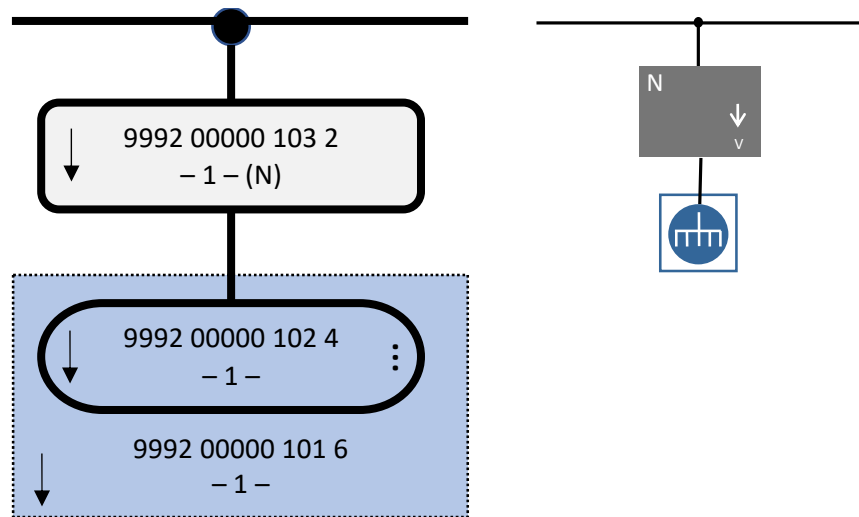 9992 00000 103 2
– 1 – (N)
9992 00000 102 4
– 1 –
9992 00000 101 6
– 1 –
N
v